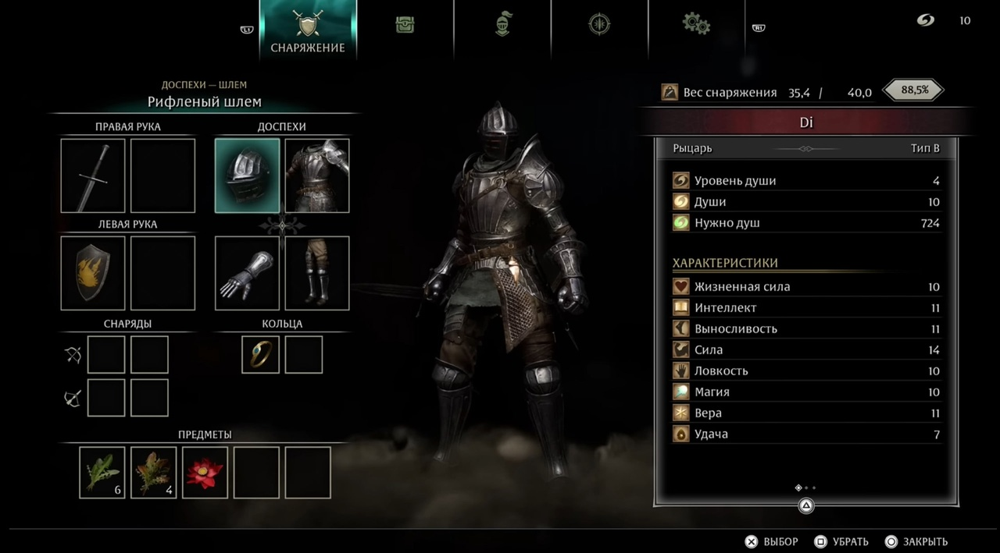 L1
СНАРЯЖЕНИЕ
R1
10
ДОСПЕХИ — ШЛЕМ
Рифленый шлем
ПРАВАЯ РУКА
ДОСПЕХИ
ЛЕВАЯ РУКА
СНАРЯДЫ
КОЛЬЦА
ПРЕДМЕТЫ
6
4
Вес снаряжения 35,4 / 40,0 88,5%
Di
Рыцарь Тип B
Уровень души 4
Души 10
Нужно душ 724
ХАРАКТЕРИСТИКИ
Жизненная сила 10
Интеллект 11
Выносливость 11
Сила 14
Ловкость 10
Магия 10
Вера 11
Удача 7
ВЫБОР УБРАТЬ ЗАКРЫТЬ